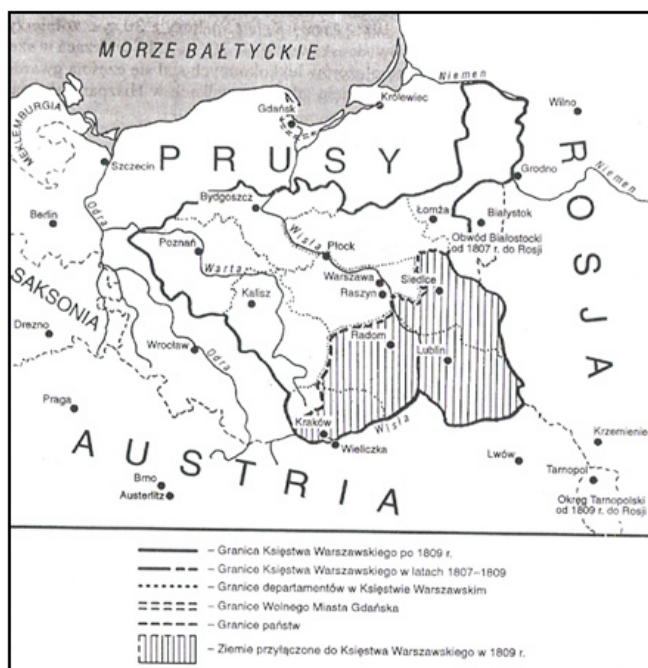 MORZE BAŁTYCKIE
Niemen
Królewiec
Wilno
Gdańsk
MEKLEMBURGIA
Szczecin
PRUSY
ROSJA
Grodno
Niemen
Odra
Bydgoszcz
Łomża
Białystok
Obwód Białostocki
od 1807 r. do Rosji
Berlin
Wisła
Płock
Poznań
Warta
Warszawa
Raszyn
Siedlce
SAKSONIA
Kalisz
Drezno
Wrocław
Odra
Radom
Lublin
Praga
Kraków
Wieliczka
Wisła
Lwów
Krzemienie
AUSTRIA
Tarnopol
Brno
Austerlitz
Okręg Tarnopolski
od 1809 r. do Rosji
– Granica Księstwa Warszawskiego po 1809 r.
– Granice Księstwa Warszawskiego w latach 1807–1809
– Granice departamentów w Księstwie Warszawskim
– Granice Wolnego Miasta Gdańska
– Granice państw
– Ziemie przyłączone do Księstwa Warszawskiego w 1809 r.